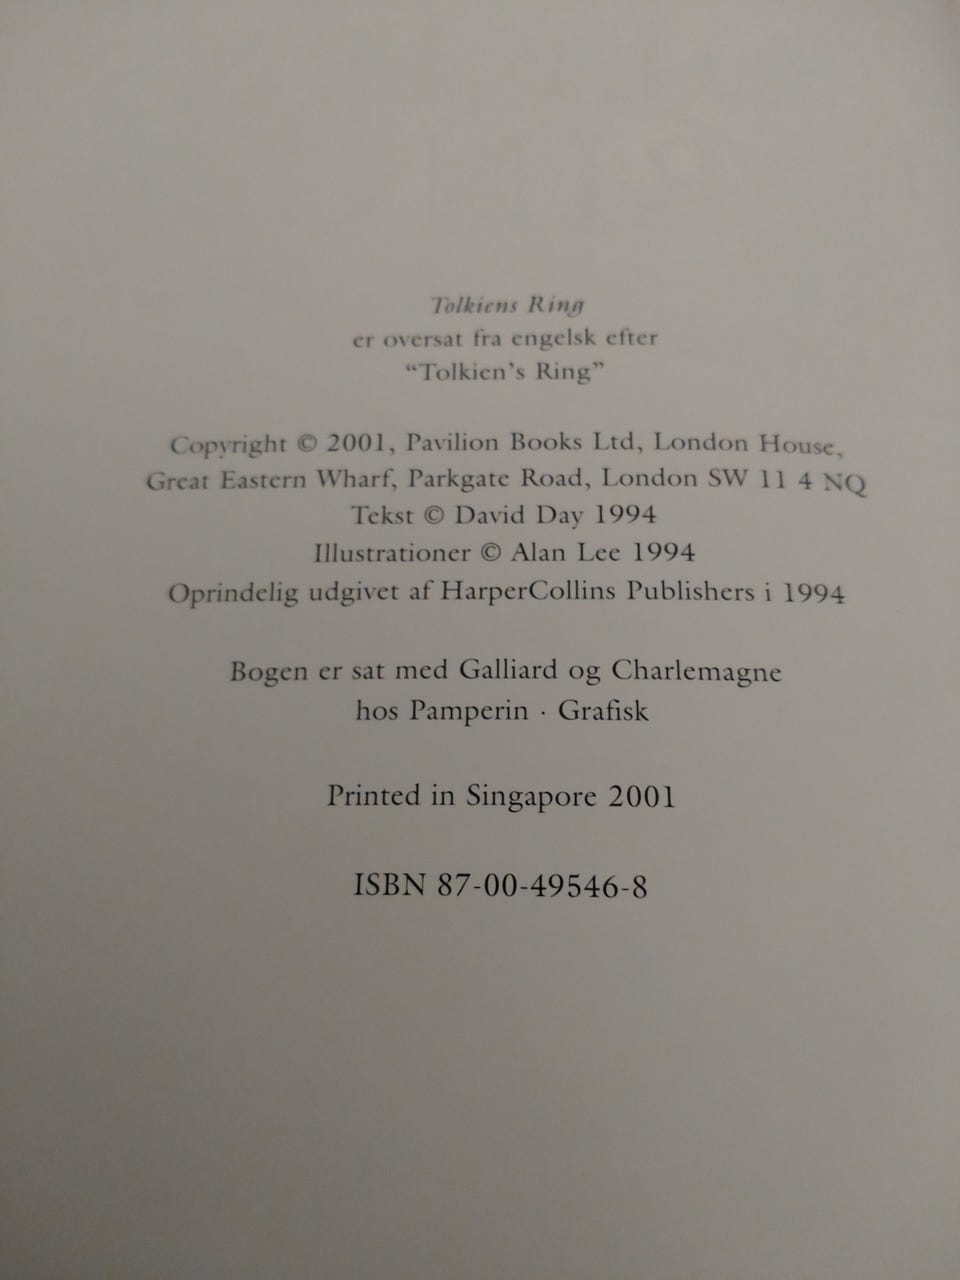 Tolkiens Ring
er oversat fra engelsk efter
“Tolkien’s Ring”
Copyright © 2001, Pavilion Books Ltd, London House,
Great Eastern Wharf, Parkgate Road, London SW 11 4 NQ
Tekst © David Day 1994
Illustrationer © Alan Lee 1994
Oprindelig udgivet af HarperCollins Publishers i 1994
Bogen er sat med Galliard og Charlemagne
hos Pamperin · Grafisk
Printed in Singapore 2001
ISBN 87-00-49546-8